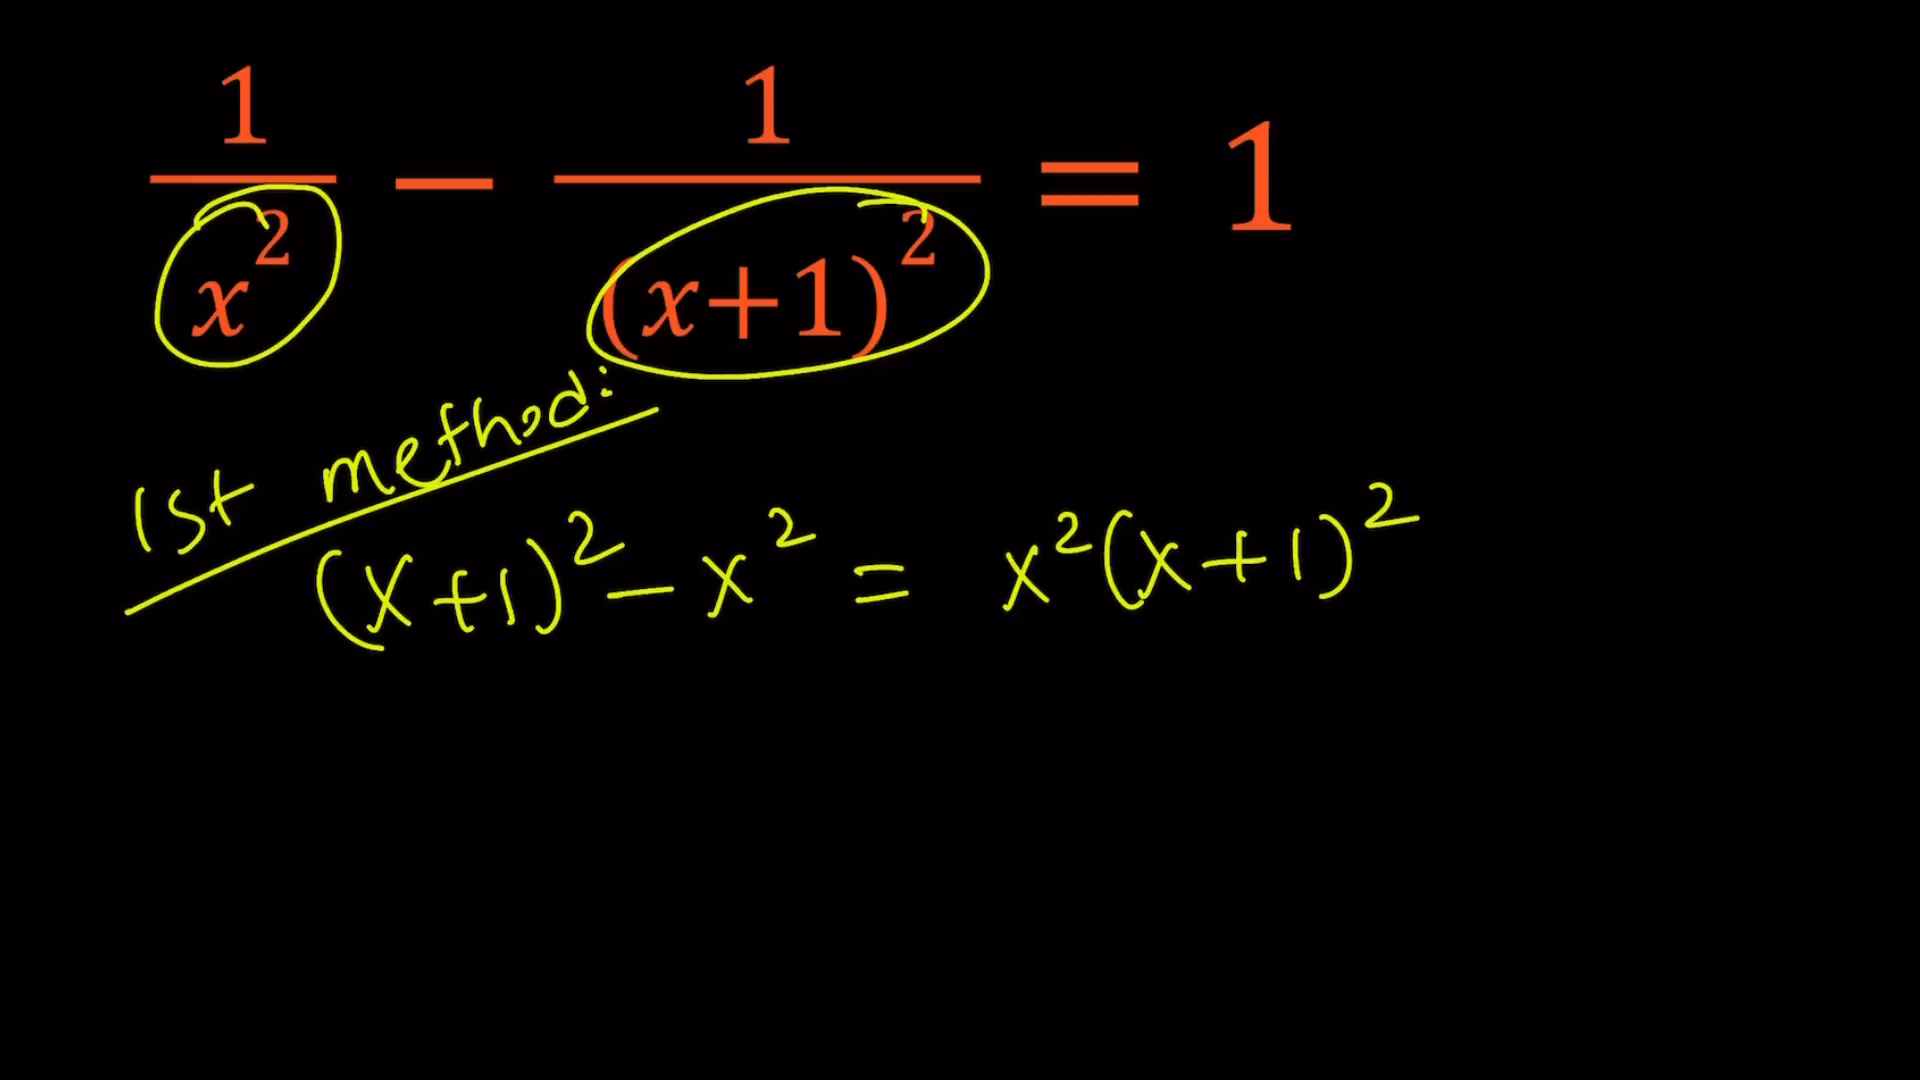 1/x² − 1/(x+1)² = 1
1st method:
(x+1)² − x² = x²(x+1)²